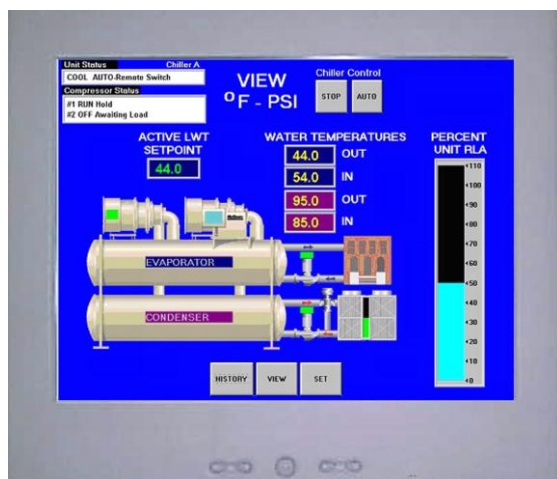 Unit Status Chiller A
COOL AUTO-Remote Switch
Compressor Status
#1 RUN Hold
#2 OFF Awaiting Load
VIEW
°F - PSI
Chiller Control
STOP AUTO
ACTIVE LWT
SETPOINT
44.0
WATER TEMPERATURES
44.0 OUT
54.0 IN
95.0 OUT
85.0 IN
PERCENT
UNIT RLA
110
100
90
80
70
60
50
40
30
20
10
0
EVAPORATOR
CONDENSER
HISTORY VIEW SET